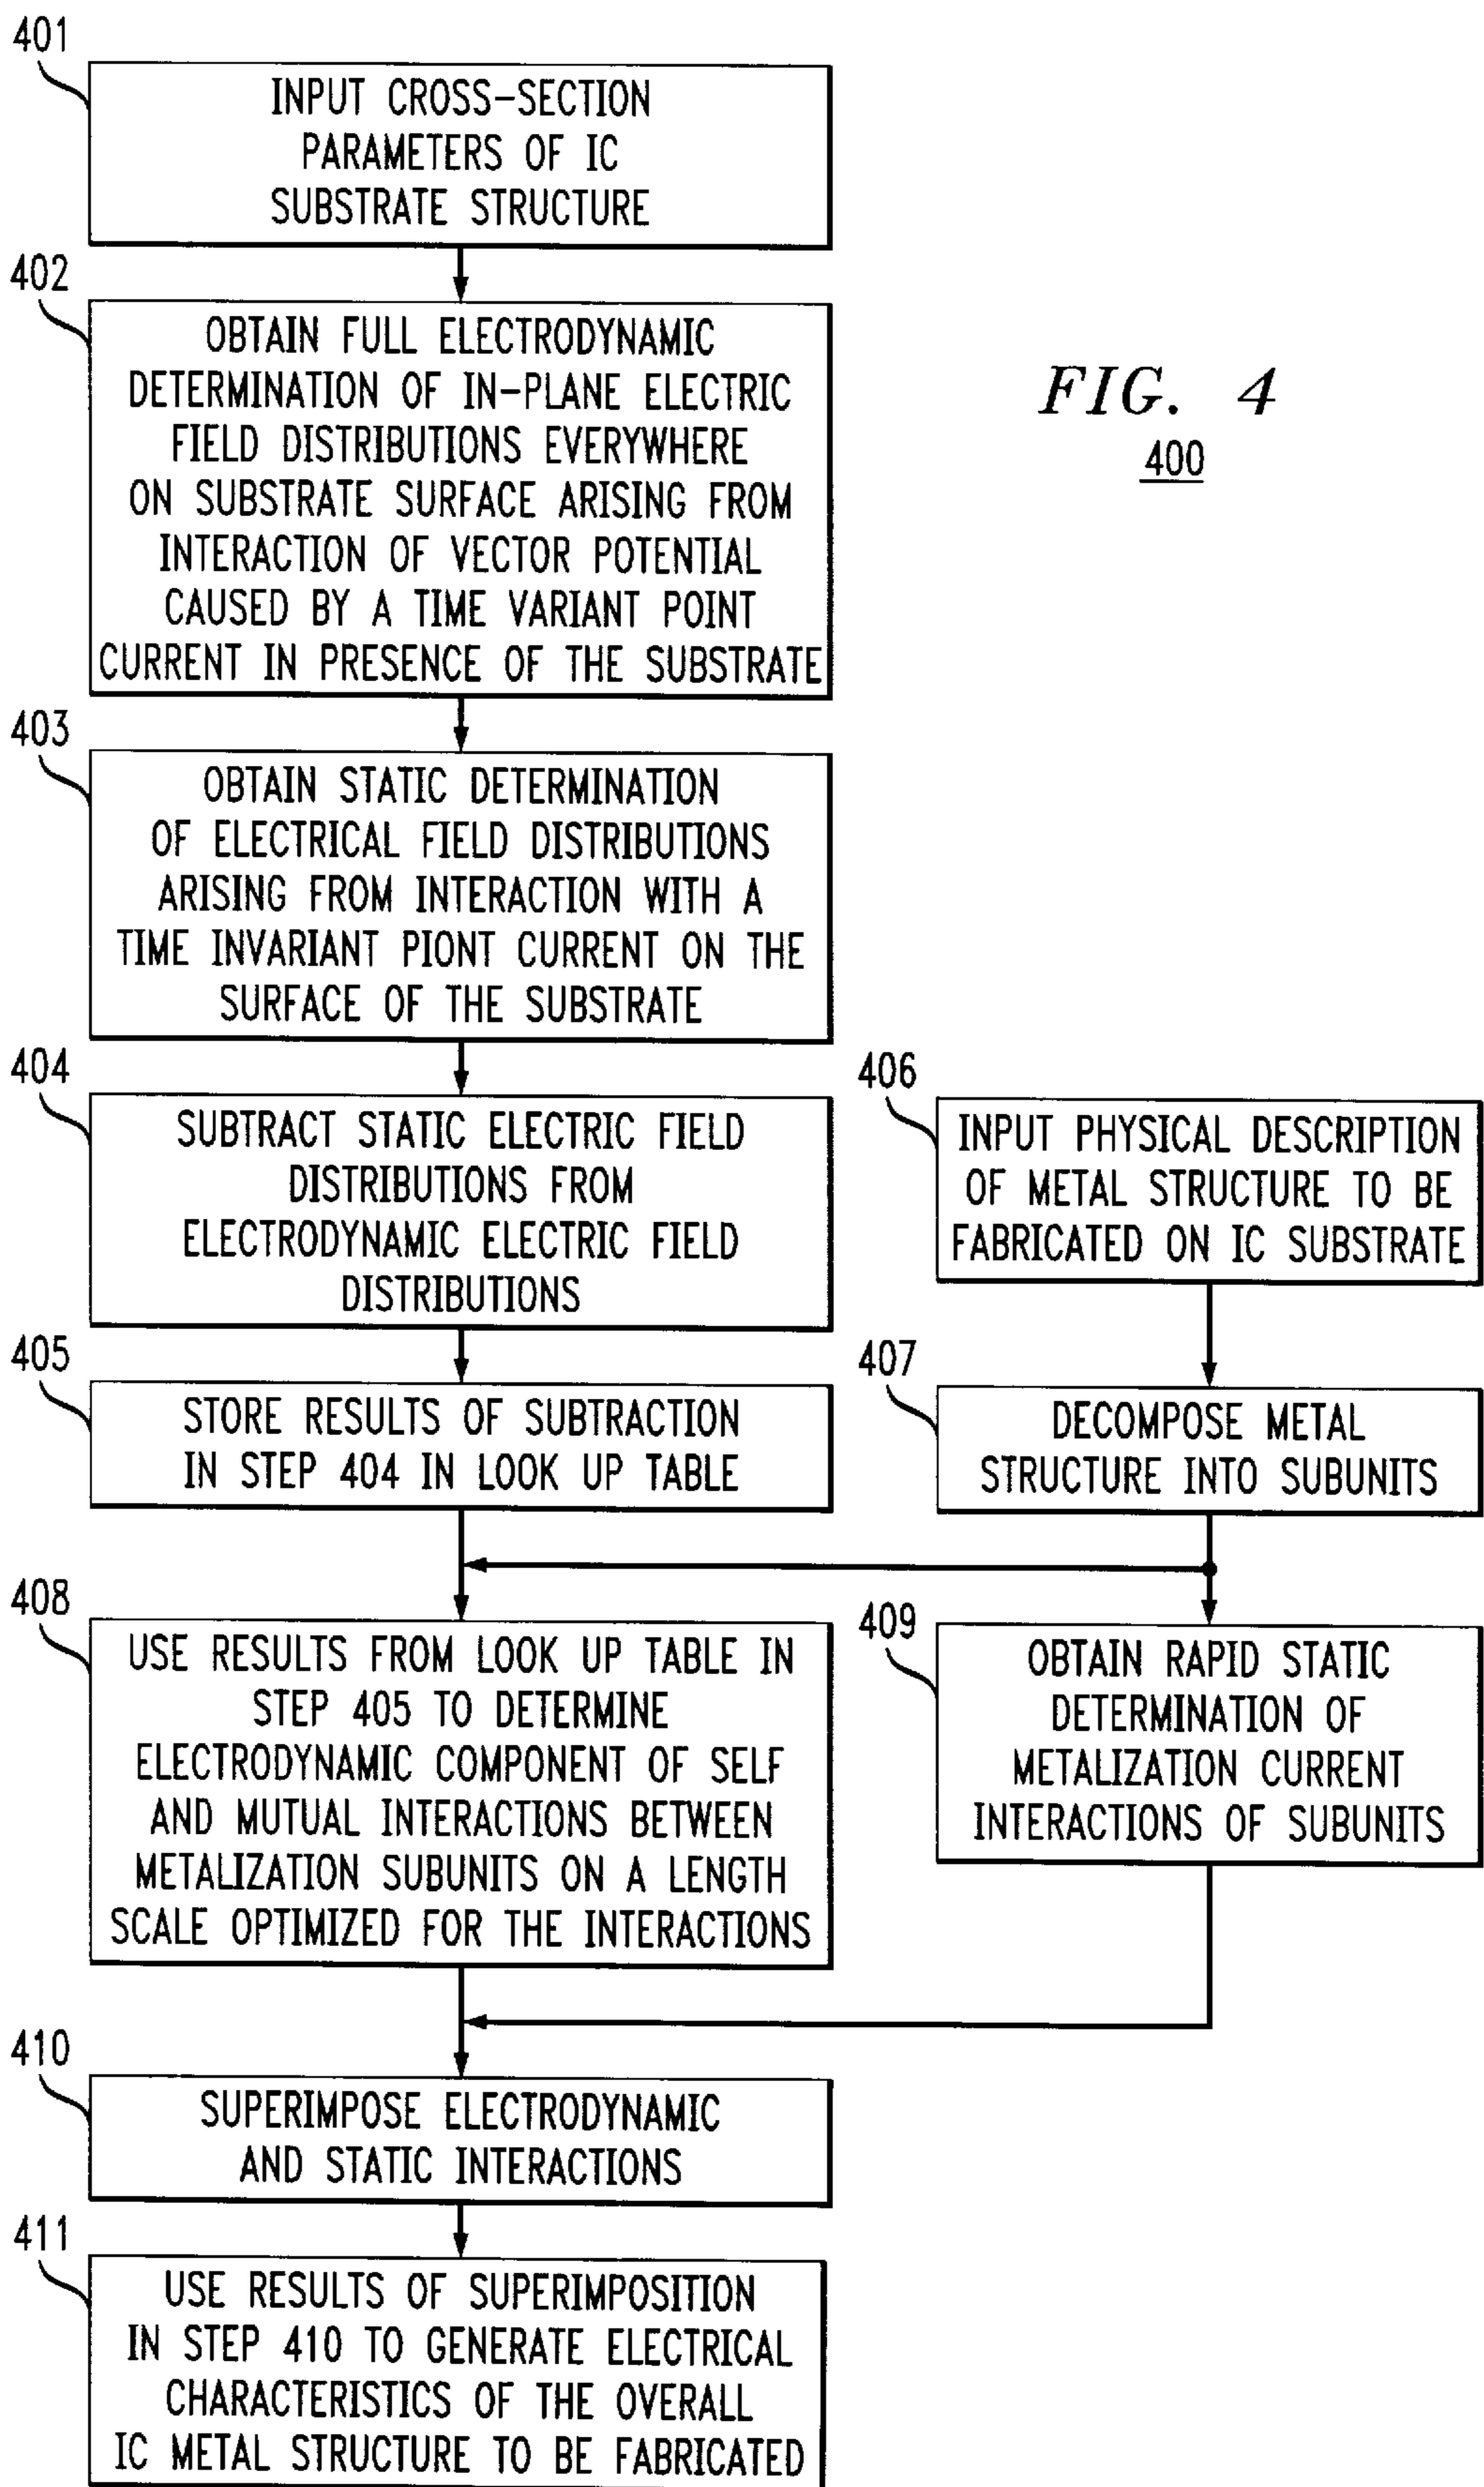 401
INPUT CROSS-SECTION
PARAMETERS OF IC
SUBSTRATE STRUCTURE
402
OBTAIN FULL ELECTRODYNAMIC
DETERMINATION OF IN-PLANE ELECTRIC
FIELD DISTRIBUTIONS EVERYWHERE
ON SUBSTRATE SURFACE ARISING FROM
INTERACTION OF VECTOR POTENTIAL
CAUSED BY A TIME VARIANT POINT
CURRENT IN PRESENCE OF THE SUBSTRATE
FIG. 4
400
403
OBTAIN STATIC DETERMINATION
OF ELECTRICAL FIELD DISTRIBUTIONS
ARISING FROM INTERACTION WITH A
TIME INVARIANT PIONT CURRENT ON THE
SURFACE OF THE SUBSTRATE
404
SUBTRACT STATIC ELECTRIC FIELD
DISTRIBUTIONS FROM
ELECTRODYNAMIC ELECTRIC FIELD
DISTRIBUTIONS
405
STORE RESULTS OF SUBTRACTION
IN STEP 404 IN LOOK UP TABLE
406
INPUT PHYSICAL DESCRIPTION
OF METAL STRUCTURE TO BE
FABRICATED ON IC SUBSTRATE
407
DECOMPOSE METAL
STRUCTURE INTO SUBUNITS
408
USE RESULTS FROM LOOK UP TABLE IN
STEP 405 TO DETERMINE
ELECTRODYNAMIC COMPONENT OF SELF
AND MUTUAL INTERACTIONS BETWEEN
METALIZATION SUBUNITS ON A LENGTH
SCALE OPTIMIZED FOR THE INTERACTIONS
409
OBTAIN RAPID STATIC
DETERMINATION OF
METALIZATION CURRENT
INTERACTIONS OF SUBUNITS
410
SUPERIMPOSE ELECTRODYNAMIC
AND STATIC INTERACTIONS
411
USE RESULTS OF SUPERIMPOSITION
IN STEP 410 TO GENERATE ELECTRICAL
CHARACTERISTICS OF THE OVERALL
IC METAL STRUCTURE TO BE FABRICATED